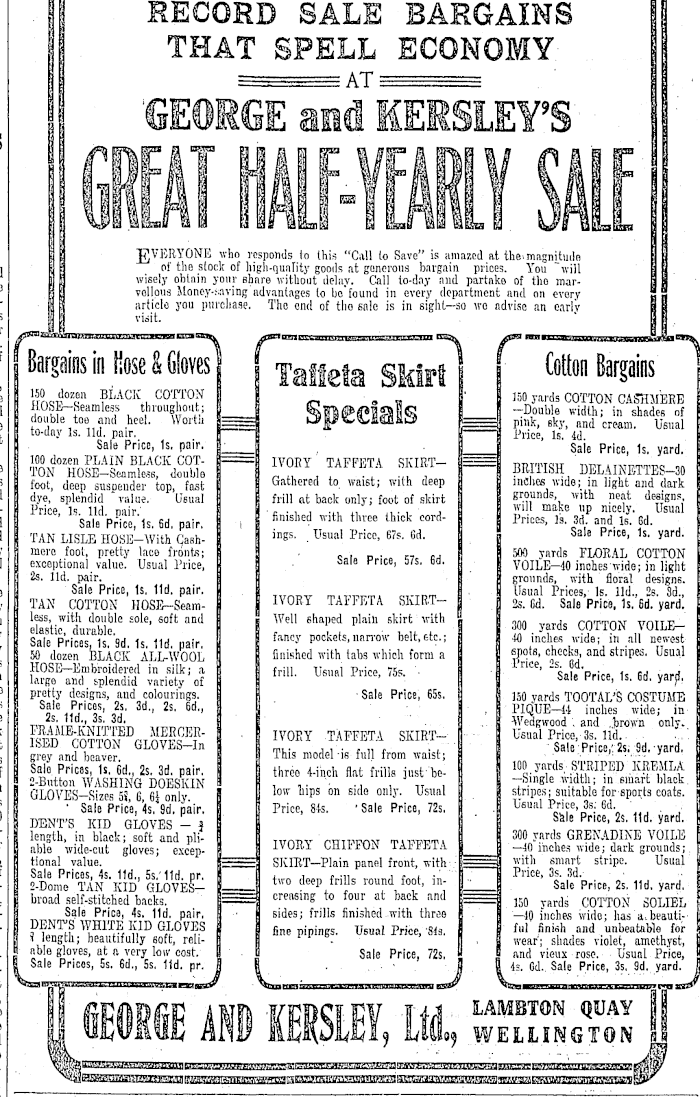 RECORD SALE BARGAINS
THAT SPELL ECONOMY
AT
GEORGE and KERSLEY'S
GREAT HALF-YEARLY SALE
EVERYONE who responds to this "Call to Save" is amazed at the magnitude
of the stock of high-quality goods at generous bargain prices. You will
wisely obtain your share without delay. Call to-day and partake of the mar-
vellous Money-saving advantages to be found in every department and on every
article you purchase. The end of the sale is in sight—so we advise an early
visit.
Bargains in Hose & Gloves
150 dozen BLACK COTTON
HOSE—Seamless throughout;
double toe and heel. Worth
to-day 1s. 11d. pair.
Sale Price, 1s. pair.
100 dozen PLAIN BLACK COT-
TON HOSE—Seamless, double
foot, deep suspender top, fast
dye, splendid value. Usual
Price, 1s. 11d. pair.
Sale Price, 1s. 6d. pair.
TAN LISLE HOSE—With Cash-
mere foot, pretty lace fronts;
exceptional value. Usual Price,
2s. 11d. pair.
Sale Price, 1s. 11d. pair.
TAN COTTON HOSE—Seam-
less, with double sole, soft and
elastic, durable.
Sale Prices, 1s. 9d. 1s. 11d. pair.
50 dozen BLACK ALL-WOOL
HOSE—Embroidered in silk; a
large and splendid variety of
pretty designs, and colourings.
Sale Prices, 2s. 3d., 2s. 6d.,
2s. 11d., 3s. 3d.
FRAME-KNITTED MERCER-
ISED COTTON GLOVES—In
grey and beaver.
Sale Prices, 1s. 6d., 2s. 3d. pair.
2-Button WASHING DOESKIN
GLOVES—Sizes 5¾, 6, 6¼ only.
Sale Price, 4s. 9d. pair.
DENT'S KID GLOVES — ¾
length, in black; soft and pli-
able wide-cut gloves; excep-
tional value.
Sale Prices, 4s. 11d., 5s. 11d. pr.
2-Dome TAN KID GLOVES—
broad self-stitched backs.
Sale Price, 4s. 11d. pair.
DENT'S WHITE KID GLOVES
length; beautifully soft, reli-
able gloves, at a very low cost.
Sale Prices, 5s. 6d., 5s. 11d. pr.
Taffeta Skirt
Specials
IVORY TAFFETA SKIRT—
Gathered to waist; with deep
frill at back only; foot of skirt
finished with three thick cord-
ings. Usual Price, 67s. 6d.
Sale Price, 57s. 6d.
IVORY TAFFETA SKIRT—
Well shaped plain skirt with
fancy pockets, narrow belt, etc.;
finished with tabs which form a
frill. Usual Price, 75s.
Sale Price, 65s.
IVORY TAFFETA SKIRT—
This model is full from waist;
three 4-inch flat frills just be-
low hips on side only. Usual
Price, 84s. Sale Price, 72s.
IVORY CHIFFON TAFFETA
SKIRT—Plain panel front, with
two deep frills round foot, in-
creasing to four at back and
sides; frills finished with three
fine pipings. Usual Price, 84s.
Sale Price, 72s.
Cotton Bargains
150 yards COTTON CASHMERE
—Double width; in shades of
pink, sky, and cream. Usual
Price, 1s. 4d.
Sale Price, 1s. yard.
BRITISH DELAINETTES—30
inches wide; in light and dark
grounds, with neat designs,
will make up nicely. Usual
Prices, 1s. 3d. and 1s. 6d.
Sale Price, 1s. yard.
500 yards FLORAL COTTON
VOILE—40 inches wide; in light
grounds, with floral designs.
Usual Prices, 1s. 11d., 2s. 3d.,
2s. 6d. Sale Price, 1s. 6d. yard.
300 yards COTTON VOILE—
40 inches wide; in all newest
spots, checks, and stripes. Usual
Price, 2s. 6d.
Sale Price, 1s. 6d. yard.
150 yards TOOTAL'S COSTUME
PIQUE—44 inches wide; in
Wedgwood and brown only.
Usual Price, 3s. 11d.
Sale Price, 2s. 9d. yard.
100 yards STRIPED KREMLA
—Single width; in smart black
stripes; suitable for sports coats.
Usual Price, 3s. 6d.
Sale Price, 2s. 11d. yard.
300 yards GRENADINE VOILE
—40 inches wide; dark grounds;
with smart stripe. Usual
Price, 3s. 3d.
Sale Price, 2s. 11d. yard.
150 yards COTTON SOLIEL
—40 inches wide; has a beauti-
ful finish and unbeatable for
wear; shades violet, amethyst,
and vieux rose. Usual Price,
4s. 6d. Sale Price, 3s. 9d. yard.
GEORGE AND KERSLEY, Ltd.,
LAMBTON QUAY
WELLINGTON